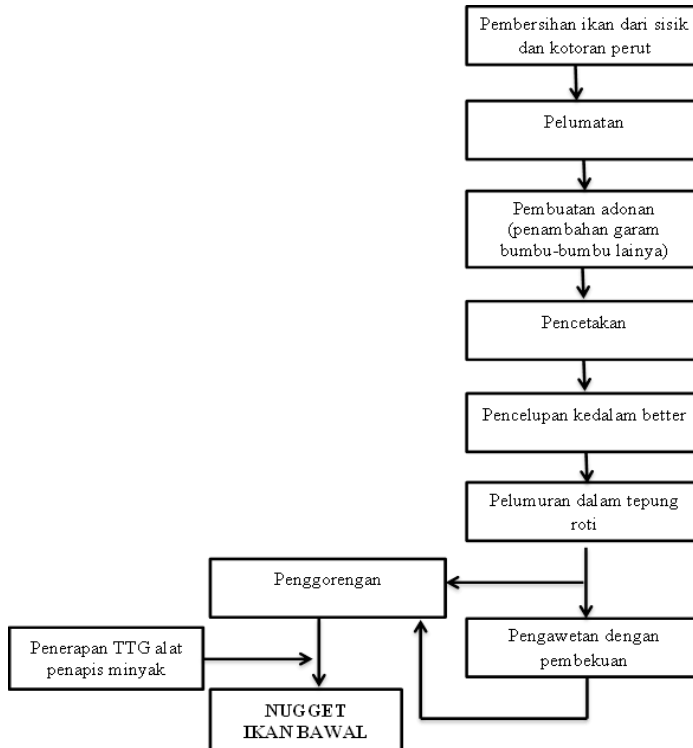 Pembersihan ikan dari sisik
dan kotoran perut
Pelumatan
Pembuatan adonan
(penambahan garam
bumbu-bumbu lainya)
Pencetakan
Pencelupan kedalam better
Pelumuran dalam tepung
roti
Penggorengan
Penerapan TTG alat
penapis minyak
Pengawetan dengan
pembekuan
NUGGET
IKAN BAWAL